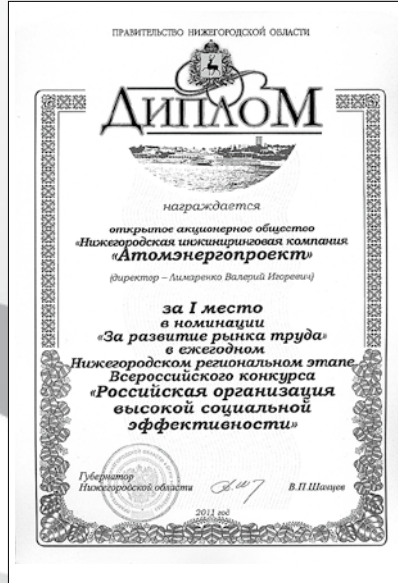 ПРАВИТЕЛЬСТВО НИЖЕГОРОДСКОЙ ОБЛАСТИ
ДИПЛОМ
награждается
открытое акционерное общество
«Нижегородская инжиниринговая компания
«Атомэнергопроект»
(директор – Лимаренко Валерий Игоревич)
за I место
в номинации
«За развитие рынка труда»
в ежегодном
Нижегородском региональном этапе
Всероссийского конкурса
«Российская организация
высокой социальной
эффективности»
Губернатор
Нижегородской области В.П.Шанцев
2011 год